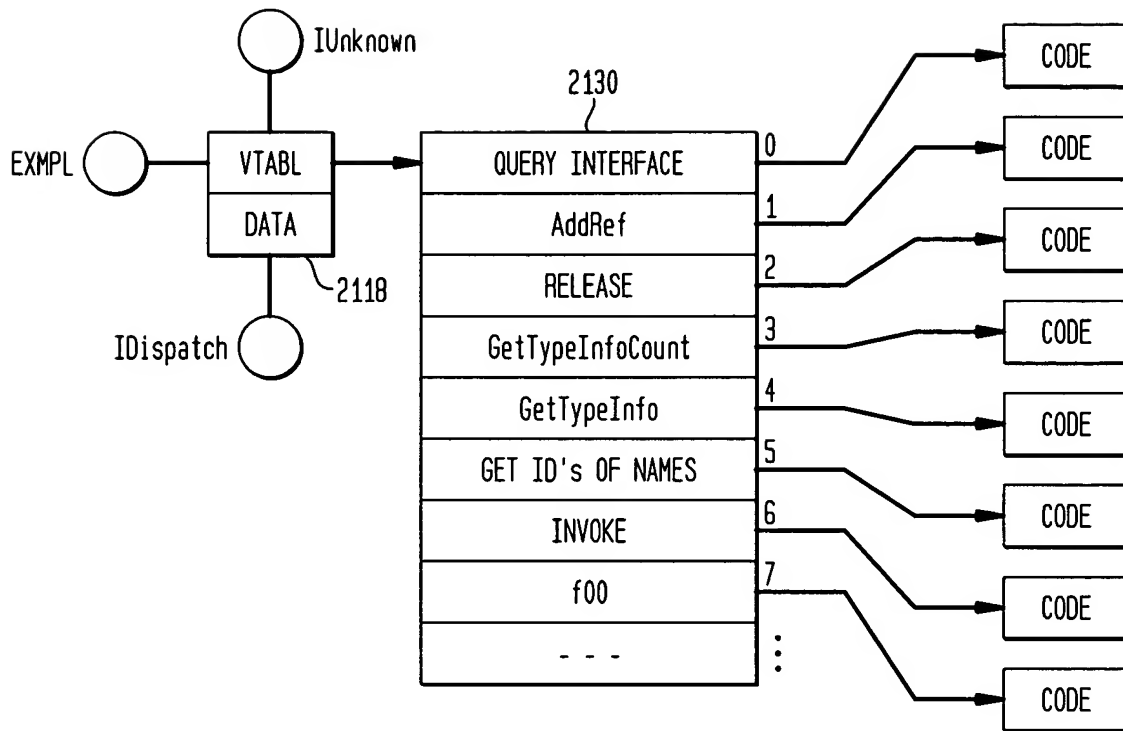 IUnknown
EXMPL
VTABL
DATA
2118
IDispatch
2130
QUERY INTERFACE
0
CODE
AddRef
1
CODE
RELEASE
2
CODE
GetTypeInfoCount
3
CODE
GetTypeInfo
4
CODE
GET ID's OF NAMES
5
CODE
INVOKE
6
CODE
f00
7
CODE
- - -